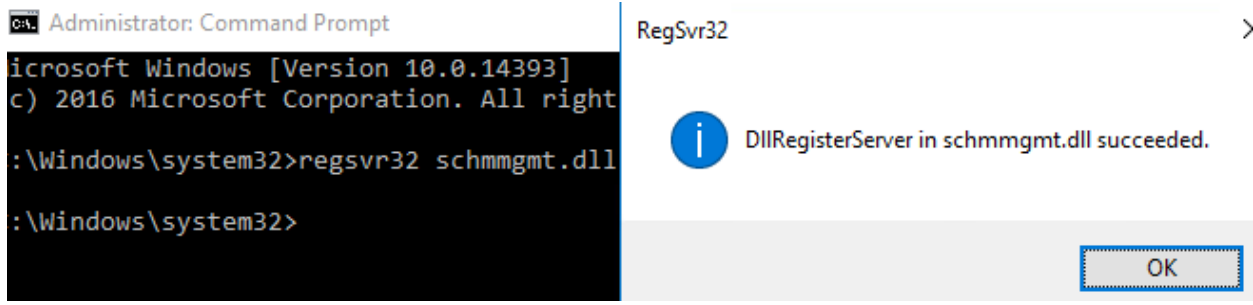 Administrator: Command Prompt
icrosoft Windows [Version 10.0.14393]
c) 2016 Microsoft Corporation. All right
:\Windows\system32>regsvr32 schmmgmt.dll
:\Windows\system32>
RegSvr32
DllRegisterServer in schmmgmt.dll succeeded.
OK